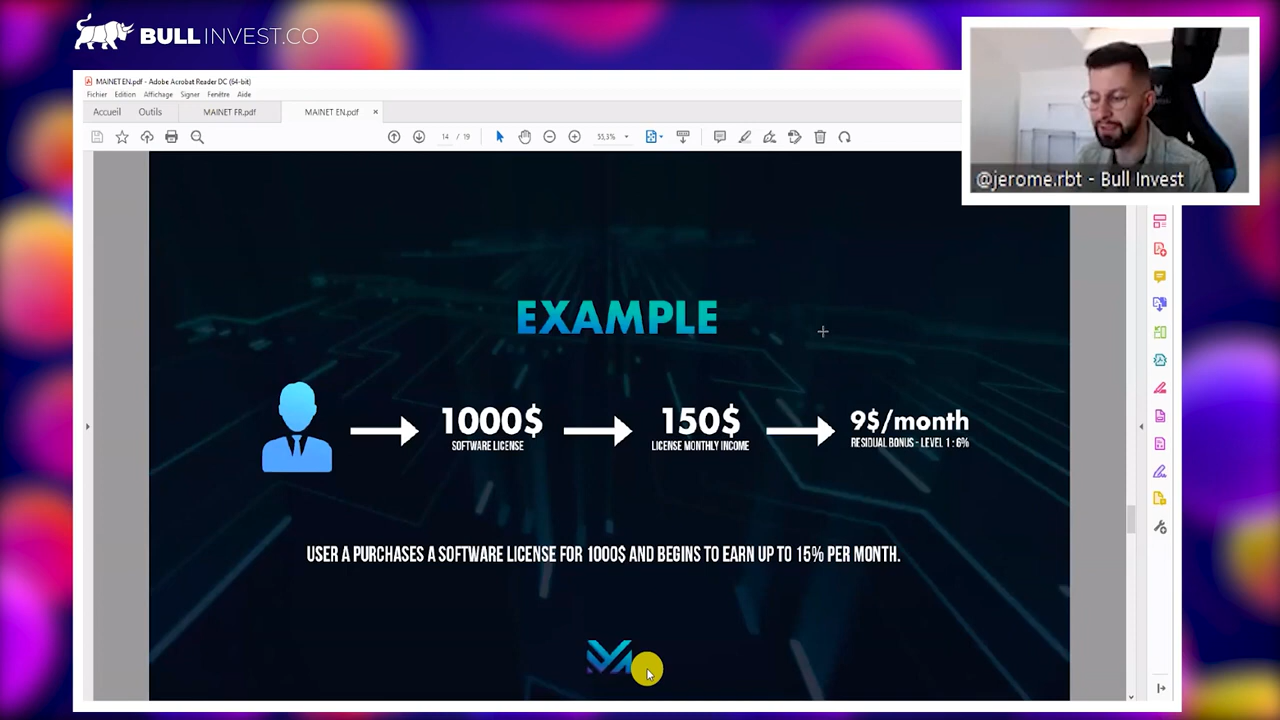 BULLINVEST.CO
MAINET EN.pdf - Adobe Acrobat Reader DC (64-bit)
Fichier Edition Affichage Signer Fenêtre Aide
Accueil Outils MAINET FR.pdf MAINET EN.pdf ×
14 / 19 55,3%
@jerome.rbt - Bull Invest
EXAMPLE
1000$ 150$ 9$/month
SOFTWARE LICENSE LICENSE MONTHLY INCOME RESIDUAL BONUS - LEVEL 1 : 6%
USER A PURCHASES A SOFTWARE LICENSE FOR 1000$ AND BEGINS TO EARN UP TO 15% PER MONTH.